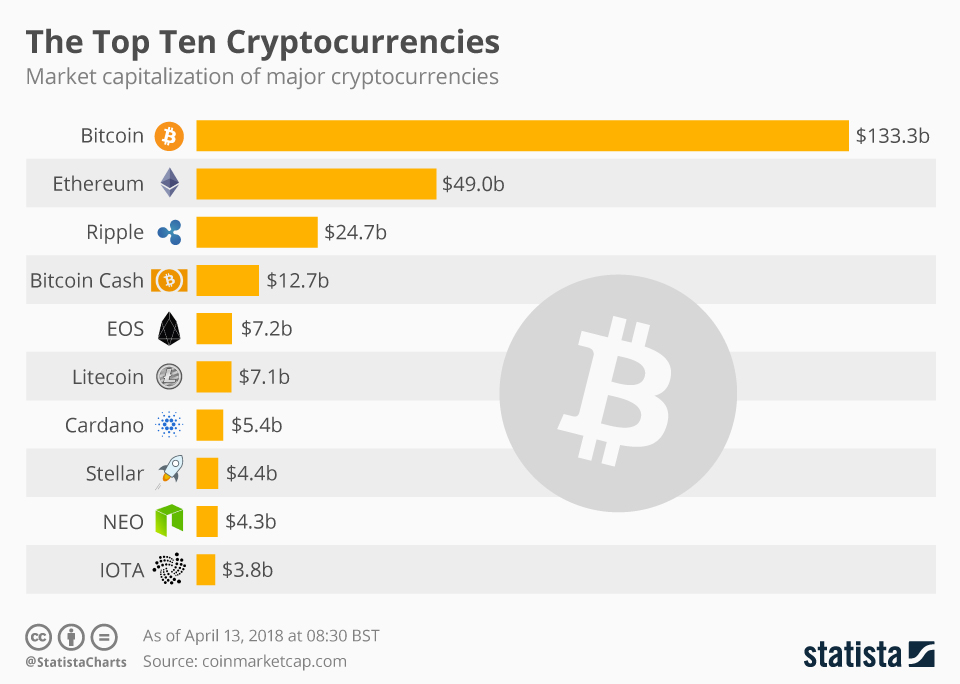 The Top Ten Cryptocurrencies
Market capitalization of major cryptocurrencies
Bitcoin $133.3b
Ethereum $49.0b
Ripple $24.7b
Bitcoin Cash $12.7b
EOS $7.2b
Litecoin $7.1b
Cardano $5.4b
Stellar $4.4b
NEO $4.3b
IOTA $3.8b
cc = As of April 13, 2018 at 08:30 BST
@StatistaCharts Source: coinmarketcap.com
statista